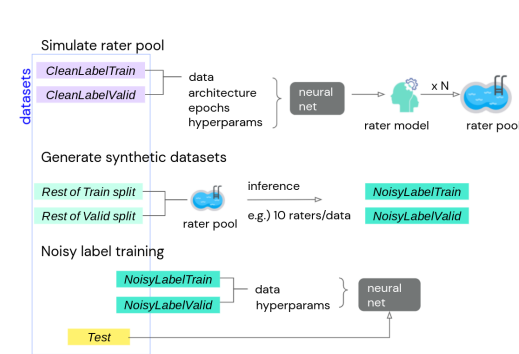 Simulate rater pool
datasets
CleanLabelTrain
CleanLabelValid
data
architecture
epochs
hyperparams
neural
net
rater model
x N
rater pool
Generate synthetic datasets
Rest of Train split
Rest of Valid split
rater pool
inference
e.g.) 10 raters/data
NoisyLabelTrain
NoisyLabelValid
Noisy label training
NoisyLabelTrain
NoisyLabelValid
data
hyperparams
neural
net
Test